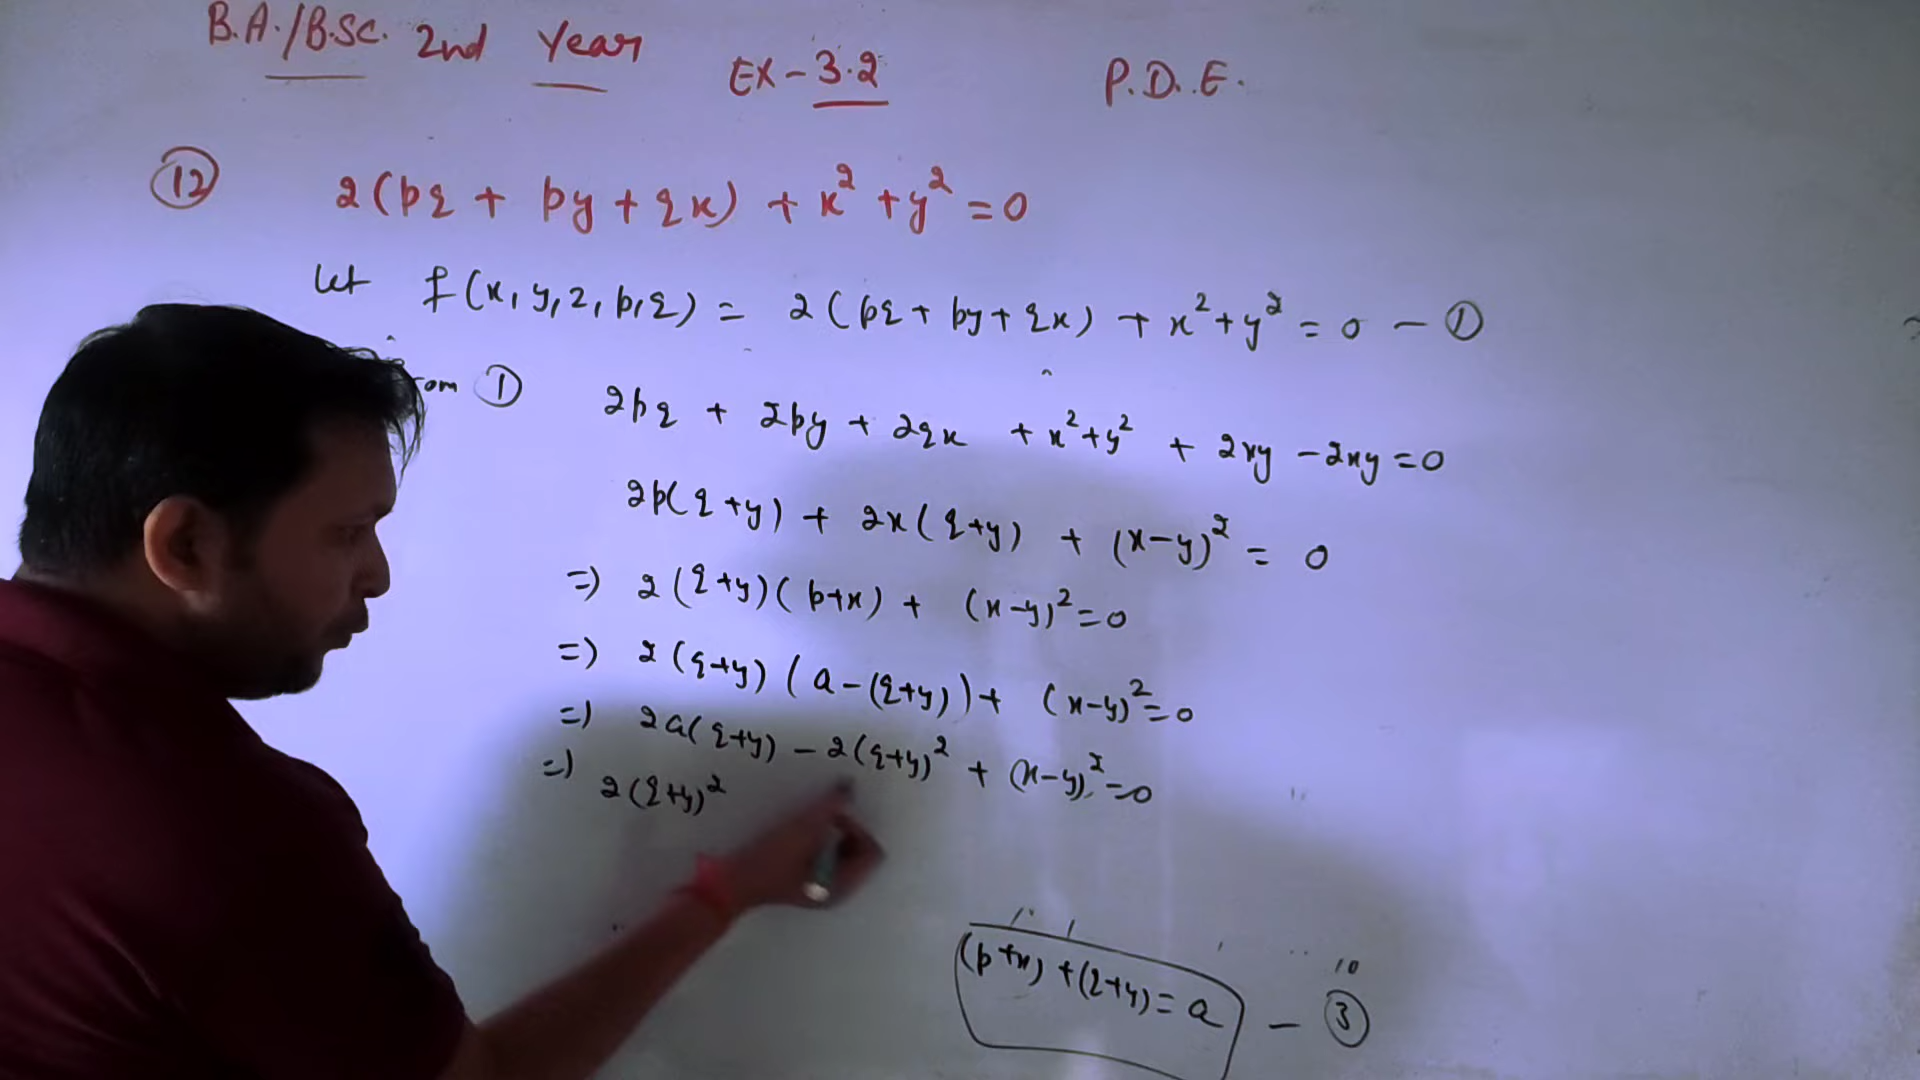 B.A./B.Sc. 2nd Year EX-3.2 P.D.E.
(12) 2(pq + py + qx) + x² + y² = 0
Let f(x, y, z, p, q) = 2(pq + py + qx) + x² + y² = 0 — (1)
rom (1) 2pq + 2py + 2qx + x² + y² + 2xy - 2xy = 0
2p(q+y) + 2x(q+y) + (x-y)² = 0
=) 2(q+y)(p+x) + (x-y)² = 0
=) 2(q+y)(a-(q+y)) + (x-y)² = 0
=) 2a(q+y) - 2(q+y)² + (x-y)² = 0
=) 2(q+y)²
(p+x) + (q+y) = a — (3)